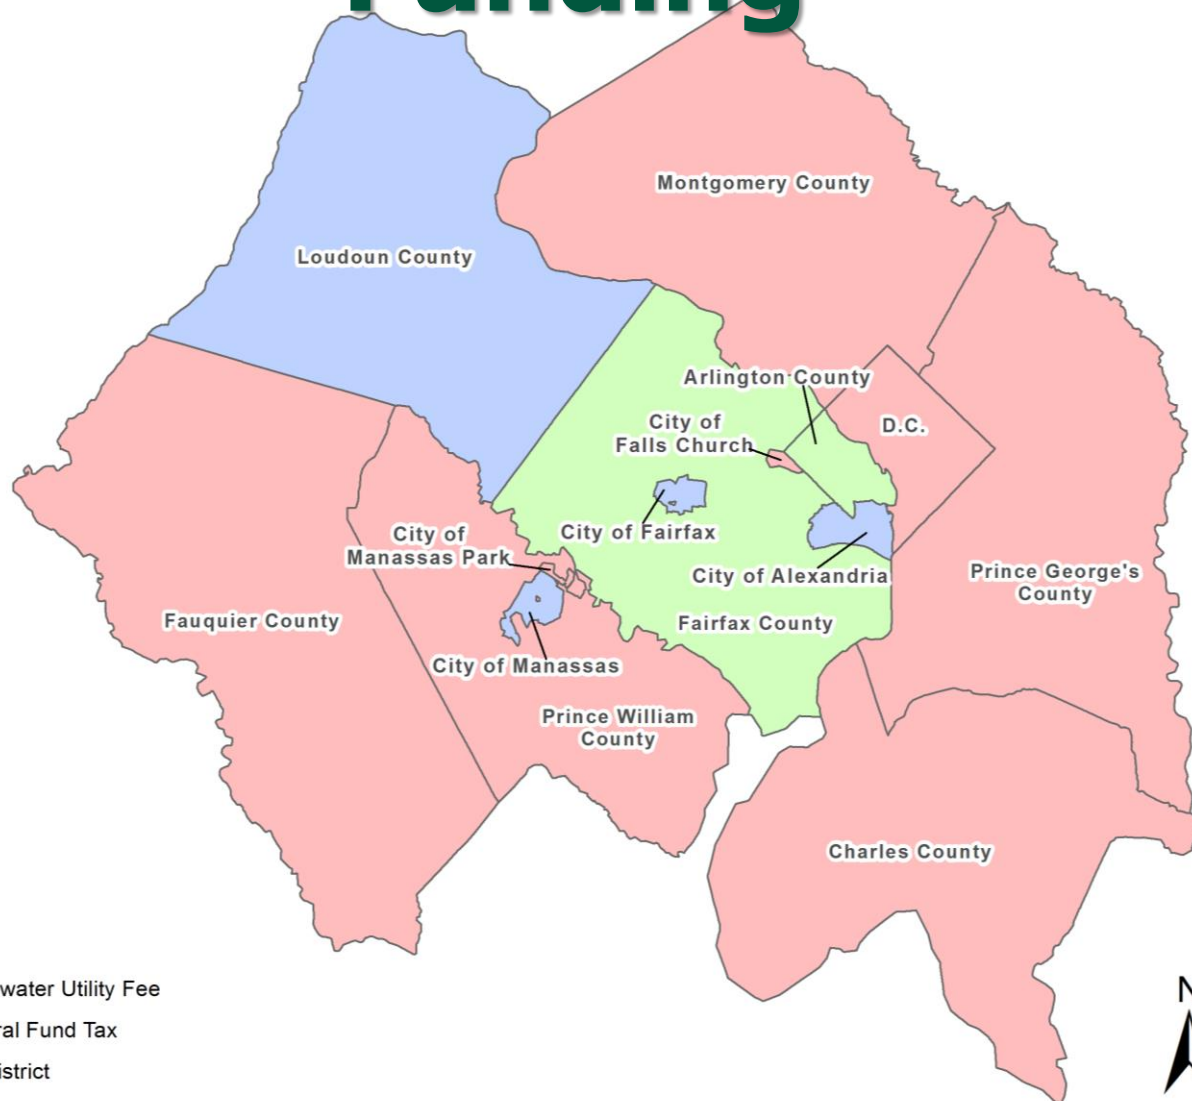 Funding
Montgomery County
Loudoun County
Arlington County
City of
Falls Church
D.C.
City of Fairfax
City of
Manassas Park
City of Alexandria
Prince George's
County
Fauquier County
Fairfax County
City of Manassas
Prince William
County
Charles County
water Utility Fee
ral Fund Tax
istrict
N